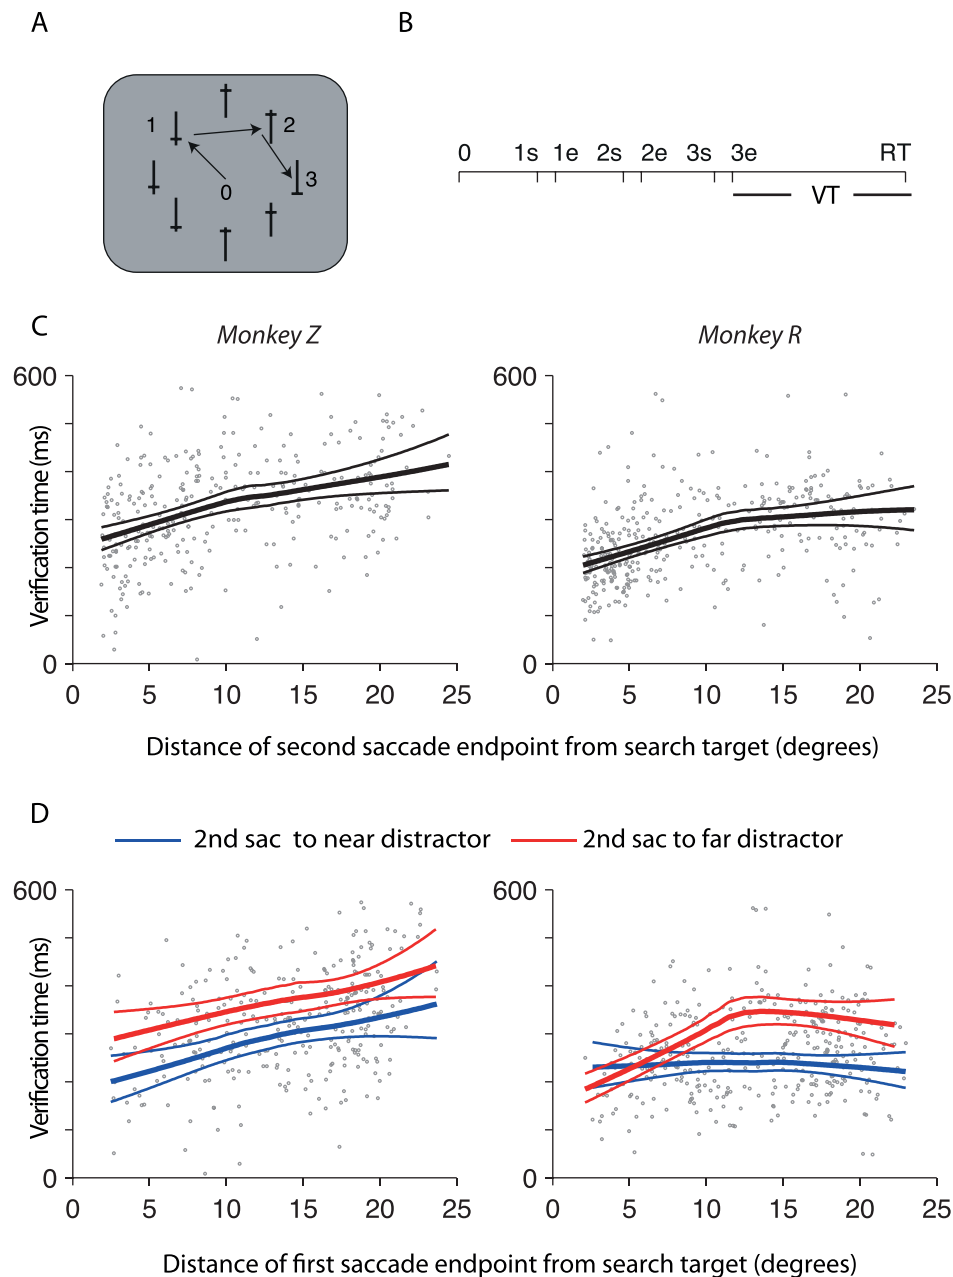 A
B
1
2
0
3
0 1s 1e 2s 2e 3s 3e RT
VT
C
Monkey Z
Monkey R
Verification time (ms)
600
0
0 5 10 15 20 25
600
0
0 5 10 15 20 25
Distance of second saccade endpoint from search target (degrees)
D
2nd sac to near distractor
2nd sac to far distractor
Verification time (ms)
600
0
0 5 10 15 20 25
600
0
0 5 10 15 20 25
Distance of first saccade endpoint from search target (degrees)